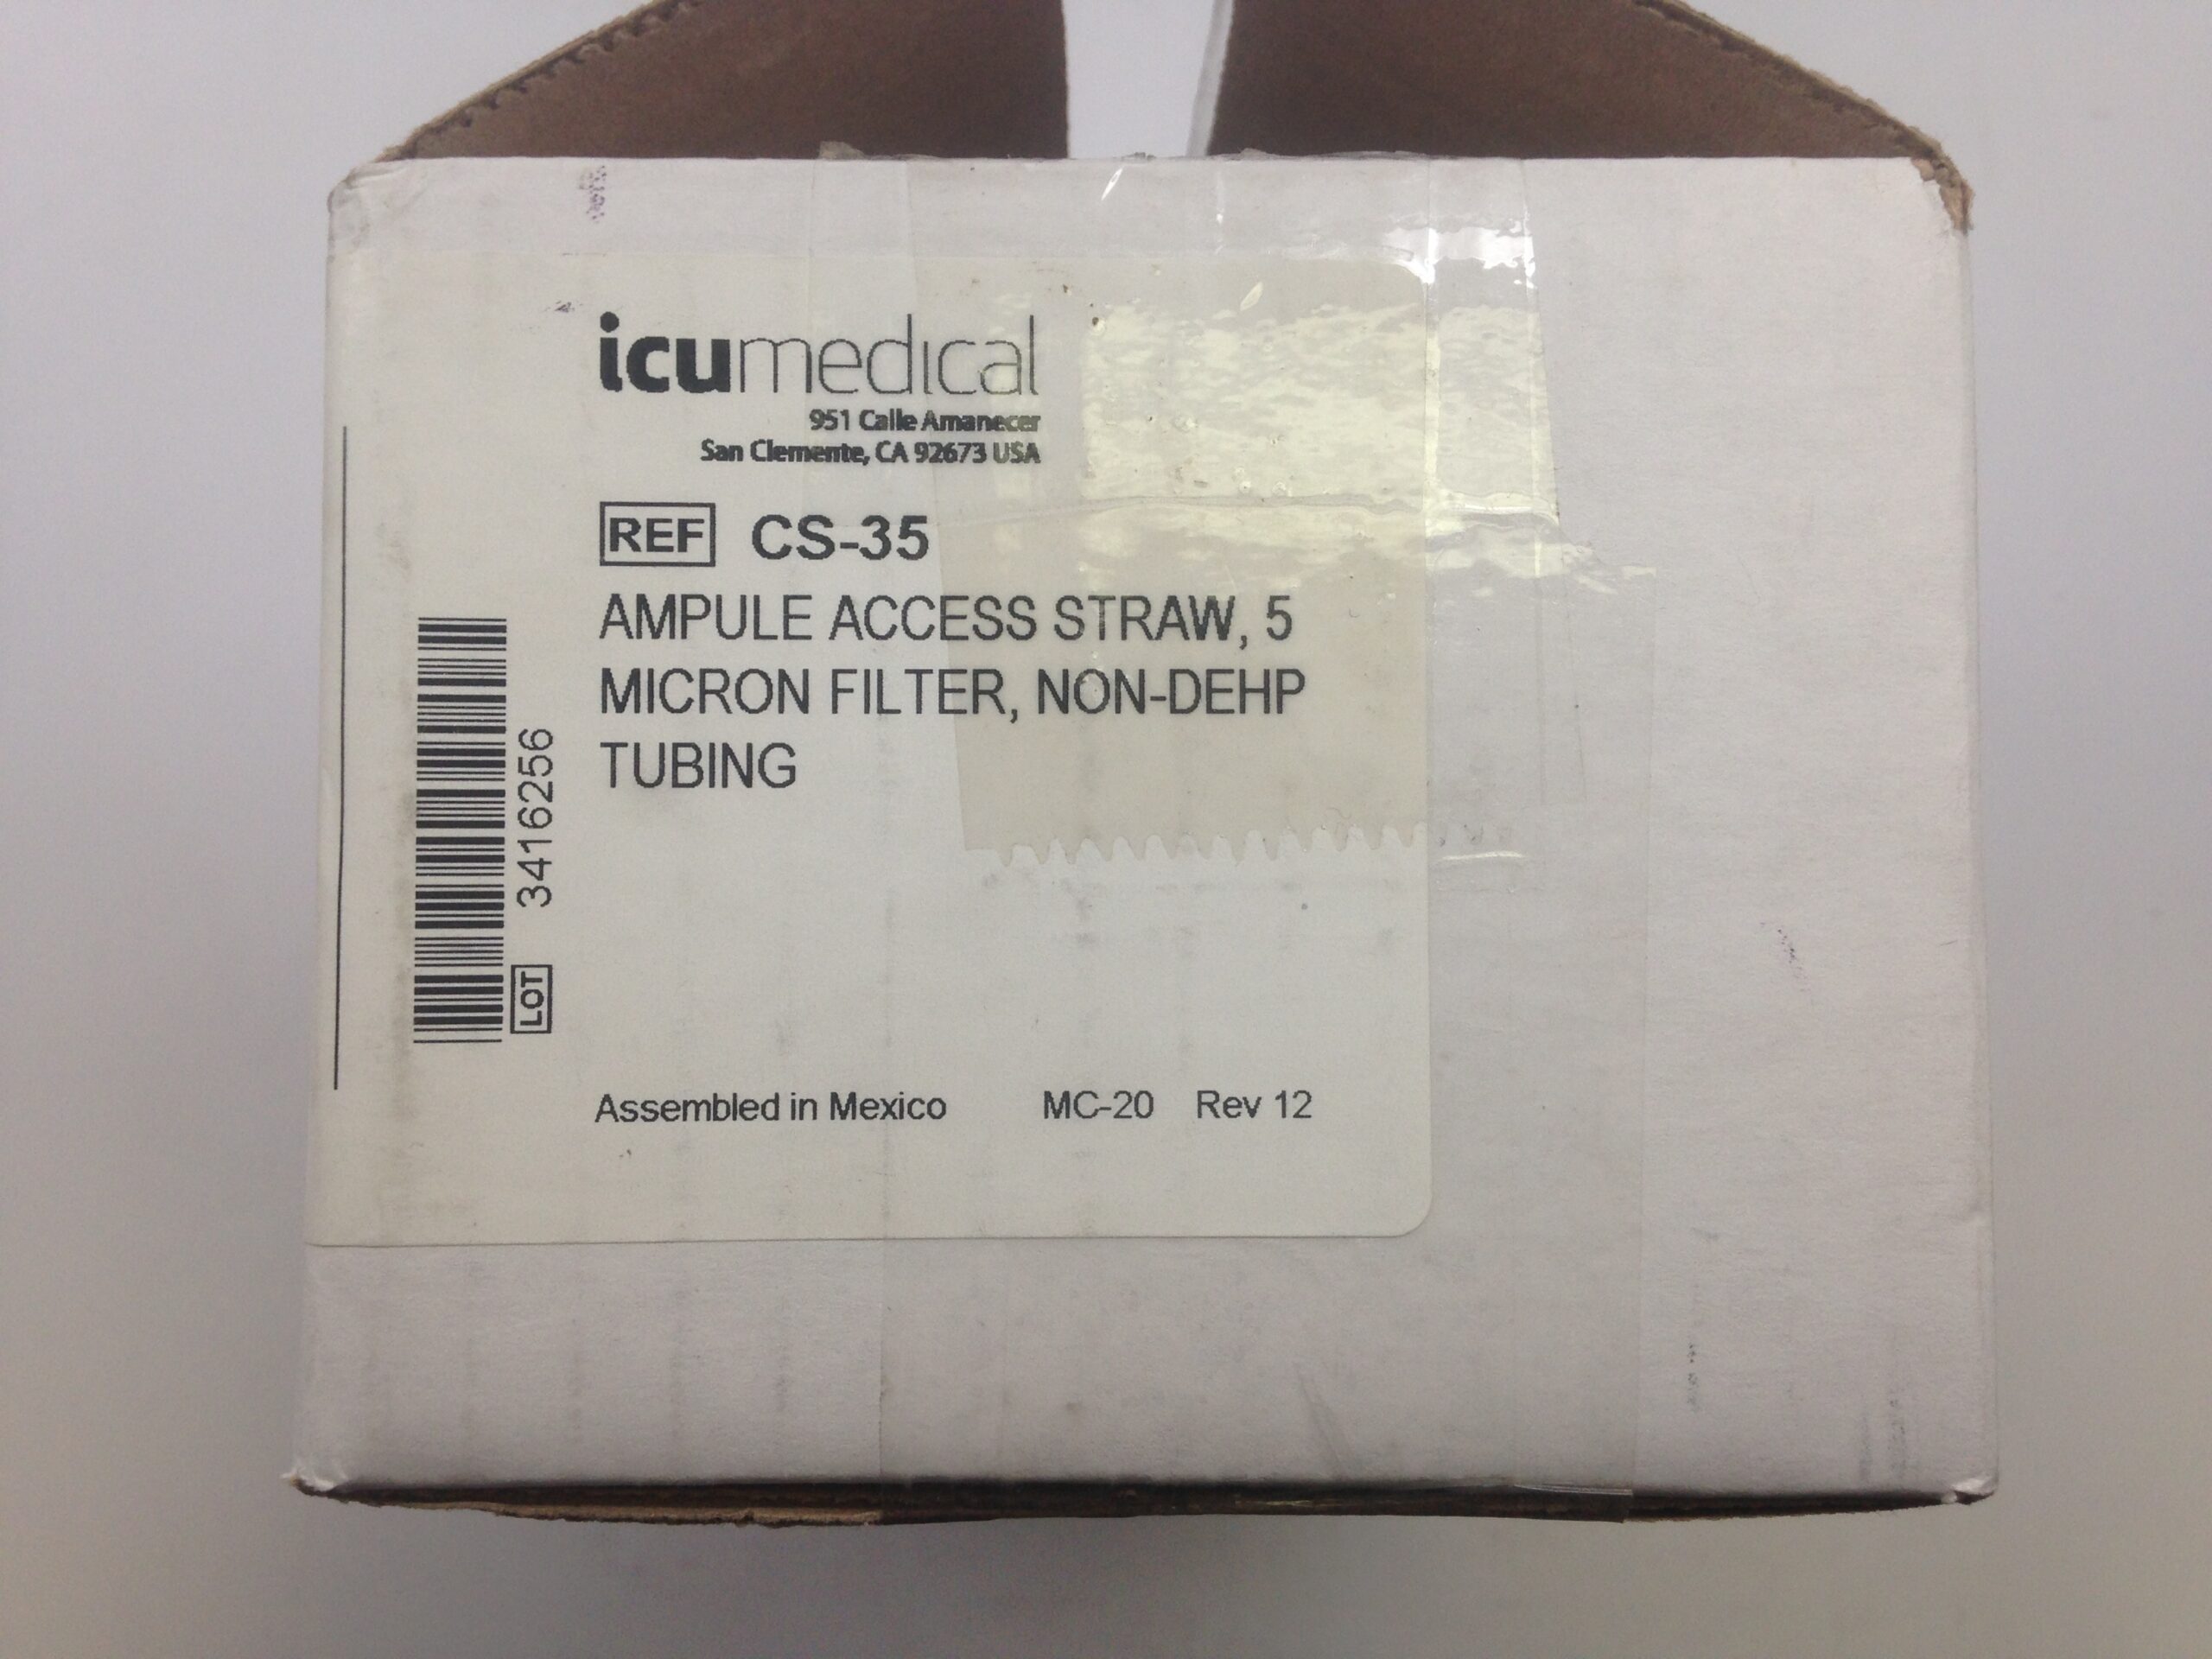 icumedical
951 Calle Amanecer
San Clemente, CA 92673 USA
REF CS-35
AMPULE ACCESS STRAW, 5
MICRON FILTER, NON-DEHP
TUBING
LOT 3416256
Assembled in Mexico MC-20 Rev 12